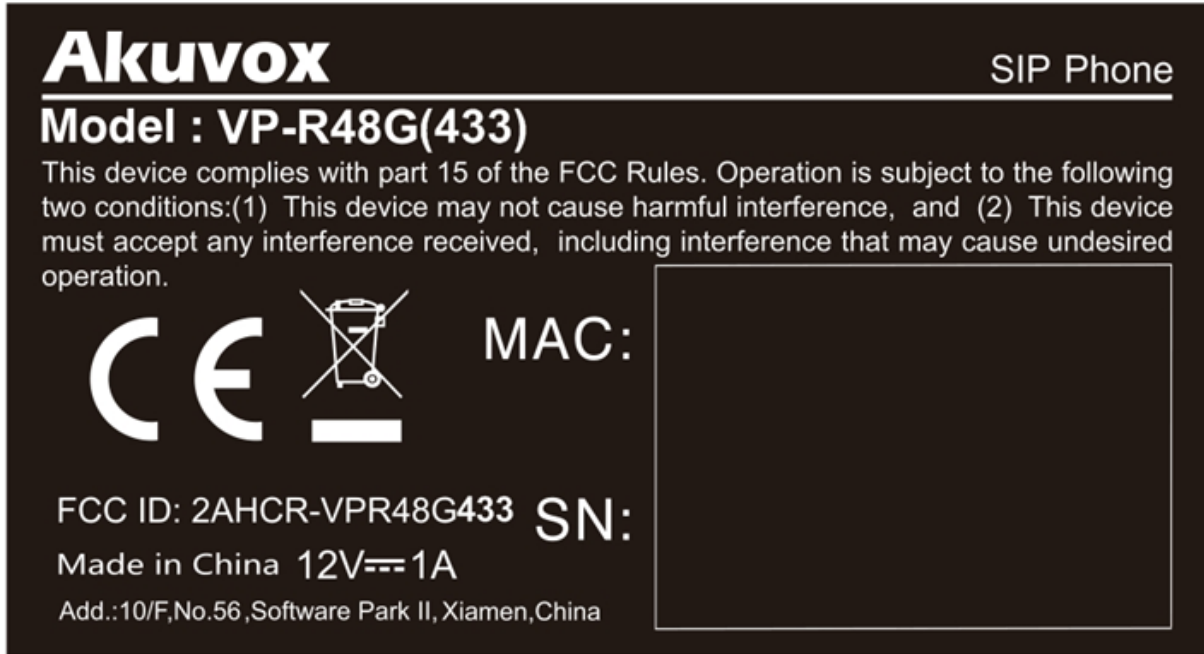 Akuvox
SIP Phone
Model : VP-R48G(433)
This device complies with part 15 of the FCC Rules. Operation is subject to the following
two conditions:(1) This device may not cause harmful interference, and (2) This device
must accept any interference received, including interference that may cause undesired
operation.
CE
MAC:
FCC ID: 2AHCR-VPR48G433
SN:
Made in China 12V⎓1A
Add.:10/F,No.56,Software Park II, Xiamen,China